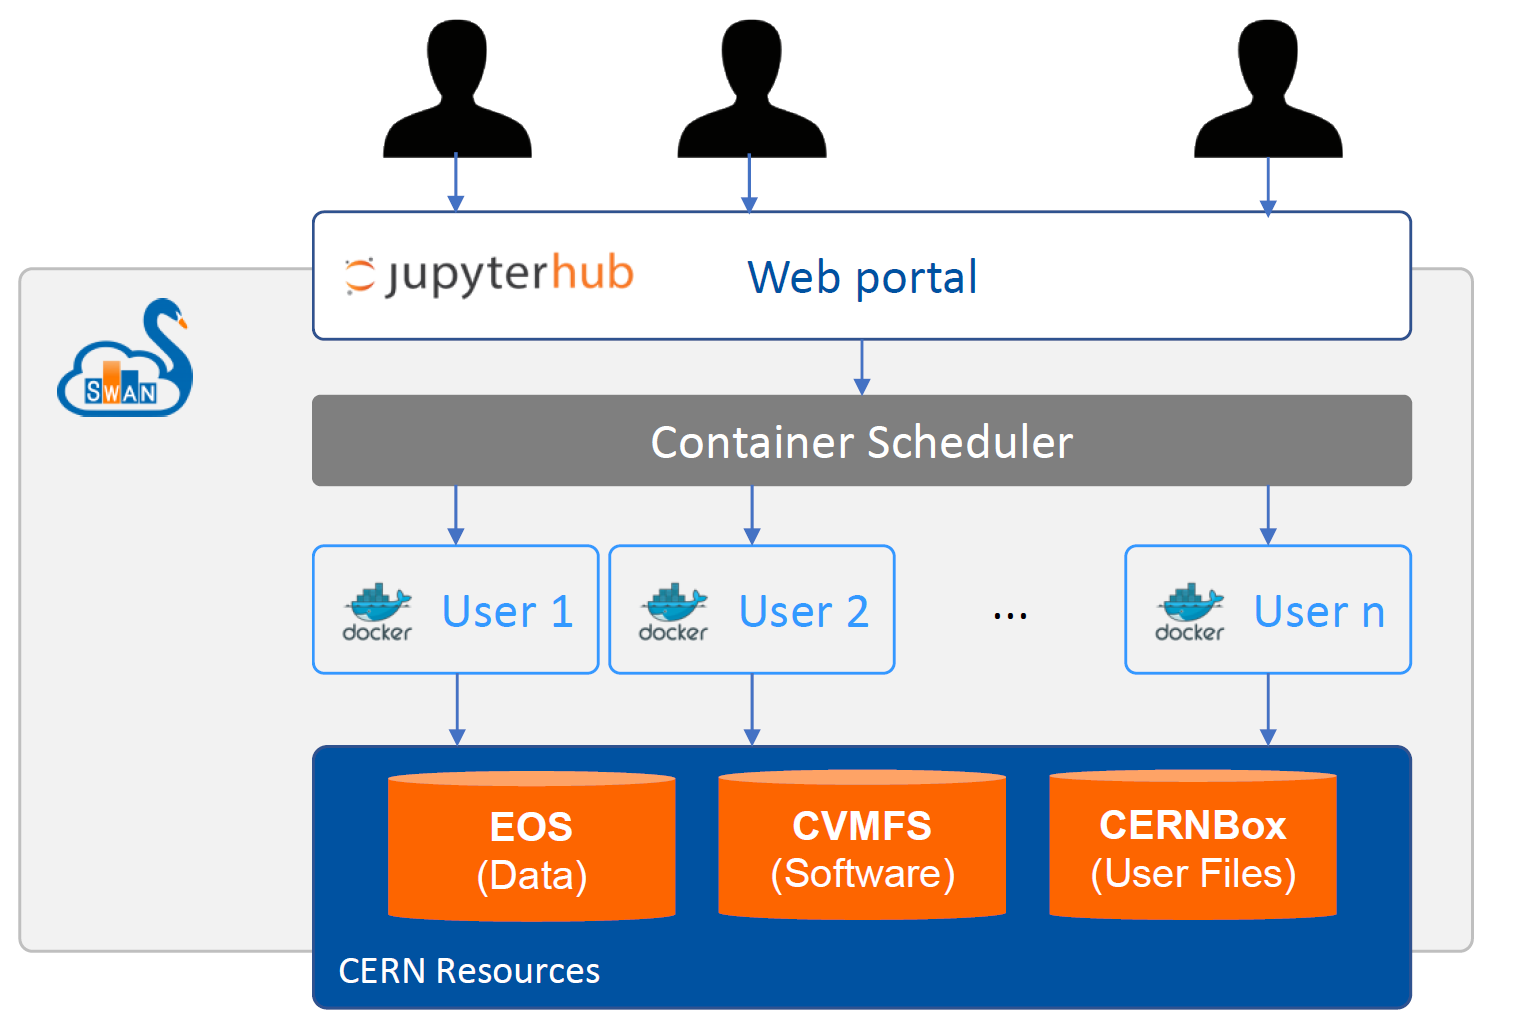 jupyterhub Web portal
SWAN
Container Scheduler
docker User 1
docker User 2
...
docker User n
EOS
(Data)
CVMFS
(Software)
CERNBox
(User Files)
CERN Resources